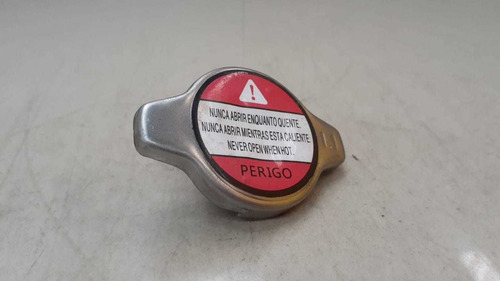 NUNCA ABRIR ENQUANTO QUENTE.
NUNCA ABRIR MIENTRAS ESTA CALIENTE.
NEVER OPEN WHEN HOT.
PERIGO